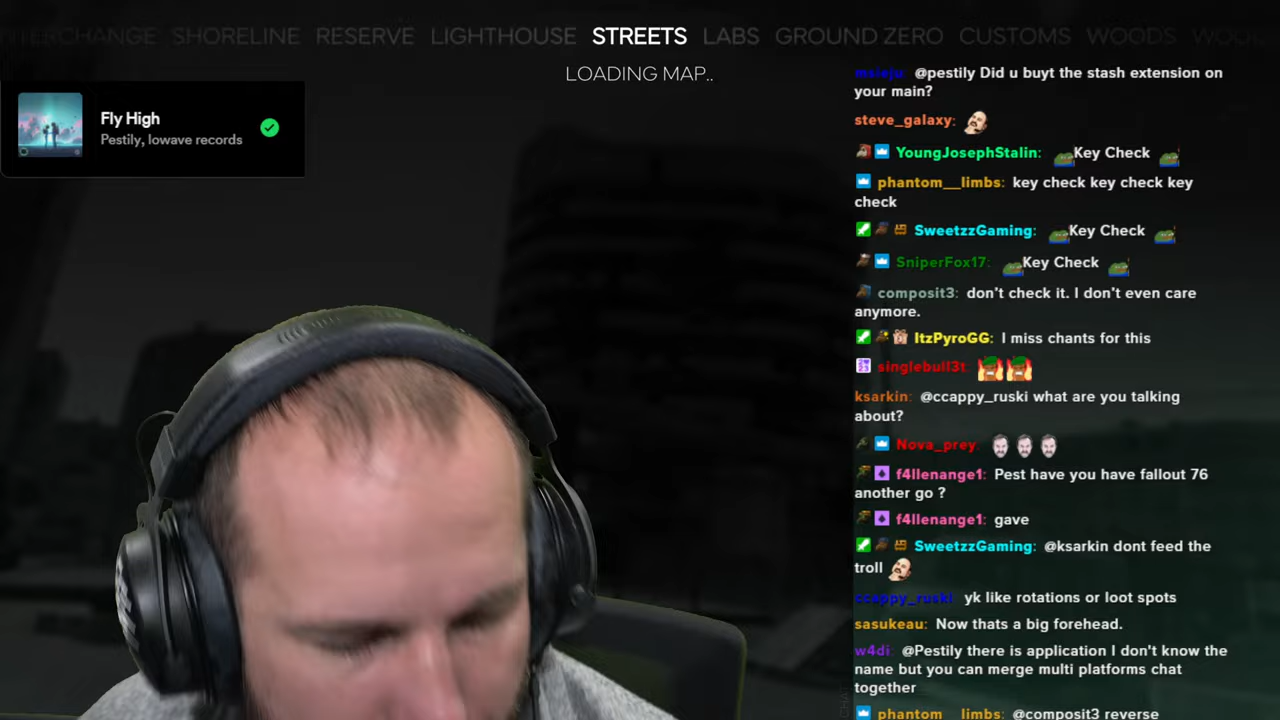 INTERCHANGE SHORELINE RESERVE LIGHTHOUSE STREETS LABS GROUND ZERO CUSTOMS WOODS
LOADING MAP..
Fly High
Pestily, lowave records
@pestily Did u buyt the stash extension on
your main?
steve_galaxy:
YoungJosephStalin: Key Check
phantom__limbs: key check key check key
check
SweetzzGaming: Key Check
SniperFox17: Key Check
composit3: don't check it. I don't even care
anymore.
ItzPyroGG: I miss chants for this
singlebull3t:
ksarkin: @ccappy_ruski what are you talking
about?
Nova_prey:
f4llenange1: Pest have you have fallout 76
another go ?
f4llenange1: gave
SweetzzGaming: @ksarkin dont feed the
troll
ccappy_ruski: yk like rotations or loot spots
sasukeau: Now thats a big forehead.
w4di: @Pestily there is application I don't know the
name but you can merge multi platforms chat
together
phantom__limbs: @composit3 reverse